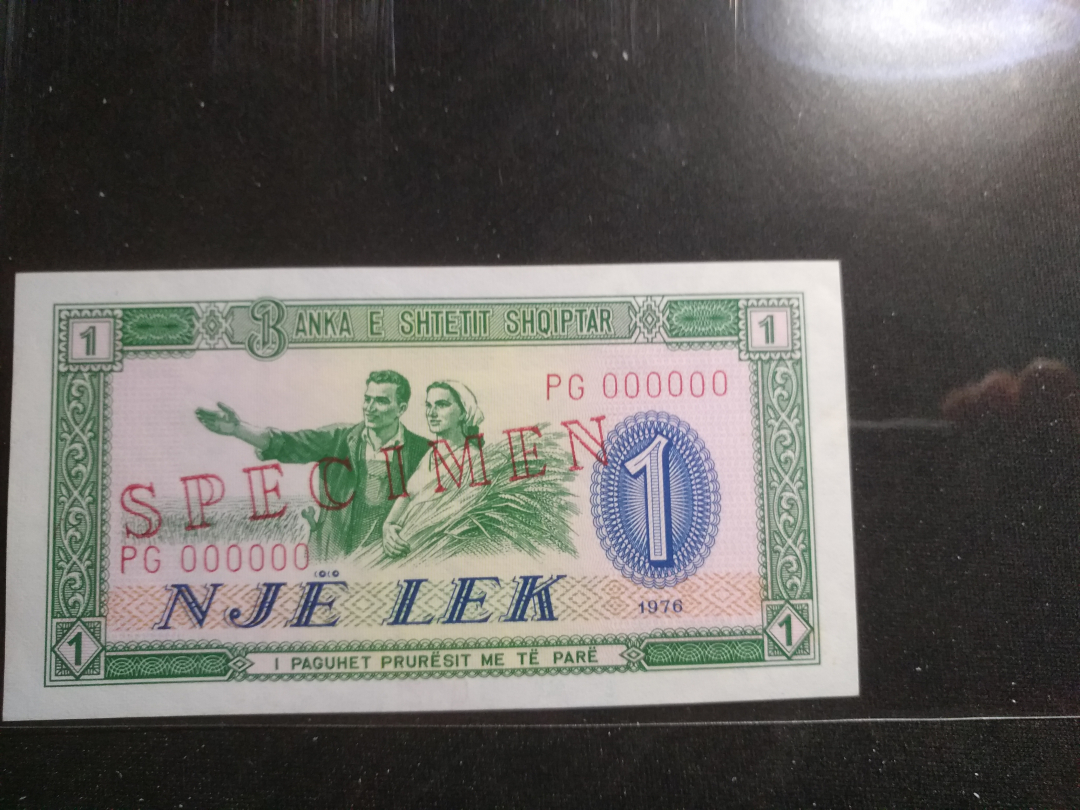 1 BANKA E SHTETIT SHQIPTAR 1
PG 000000
SPECIMEN
1
PG 000000
NJË LEK
1976
1 I PAGUHET PRURËSIT ME TË PARË 1